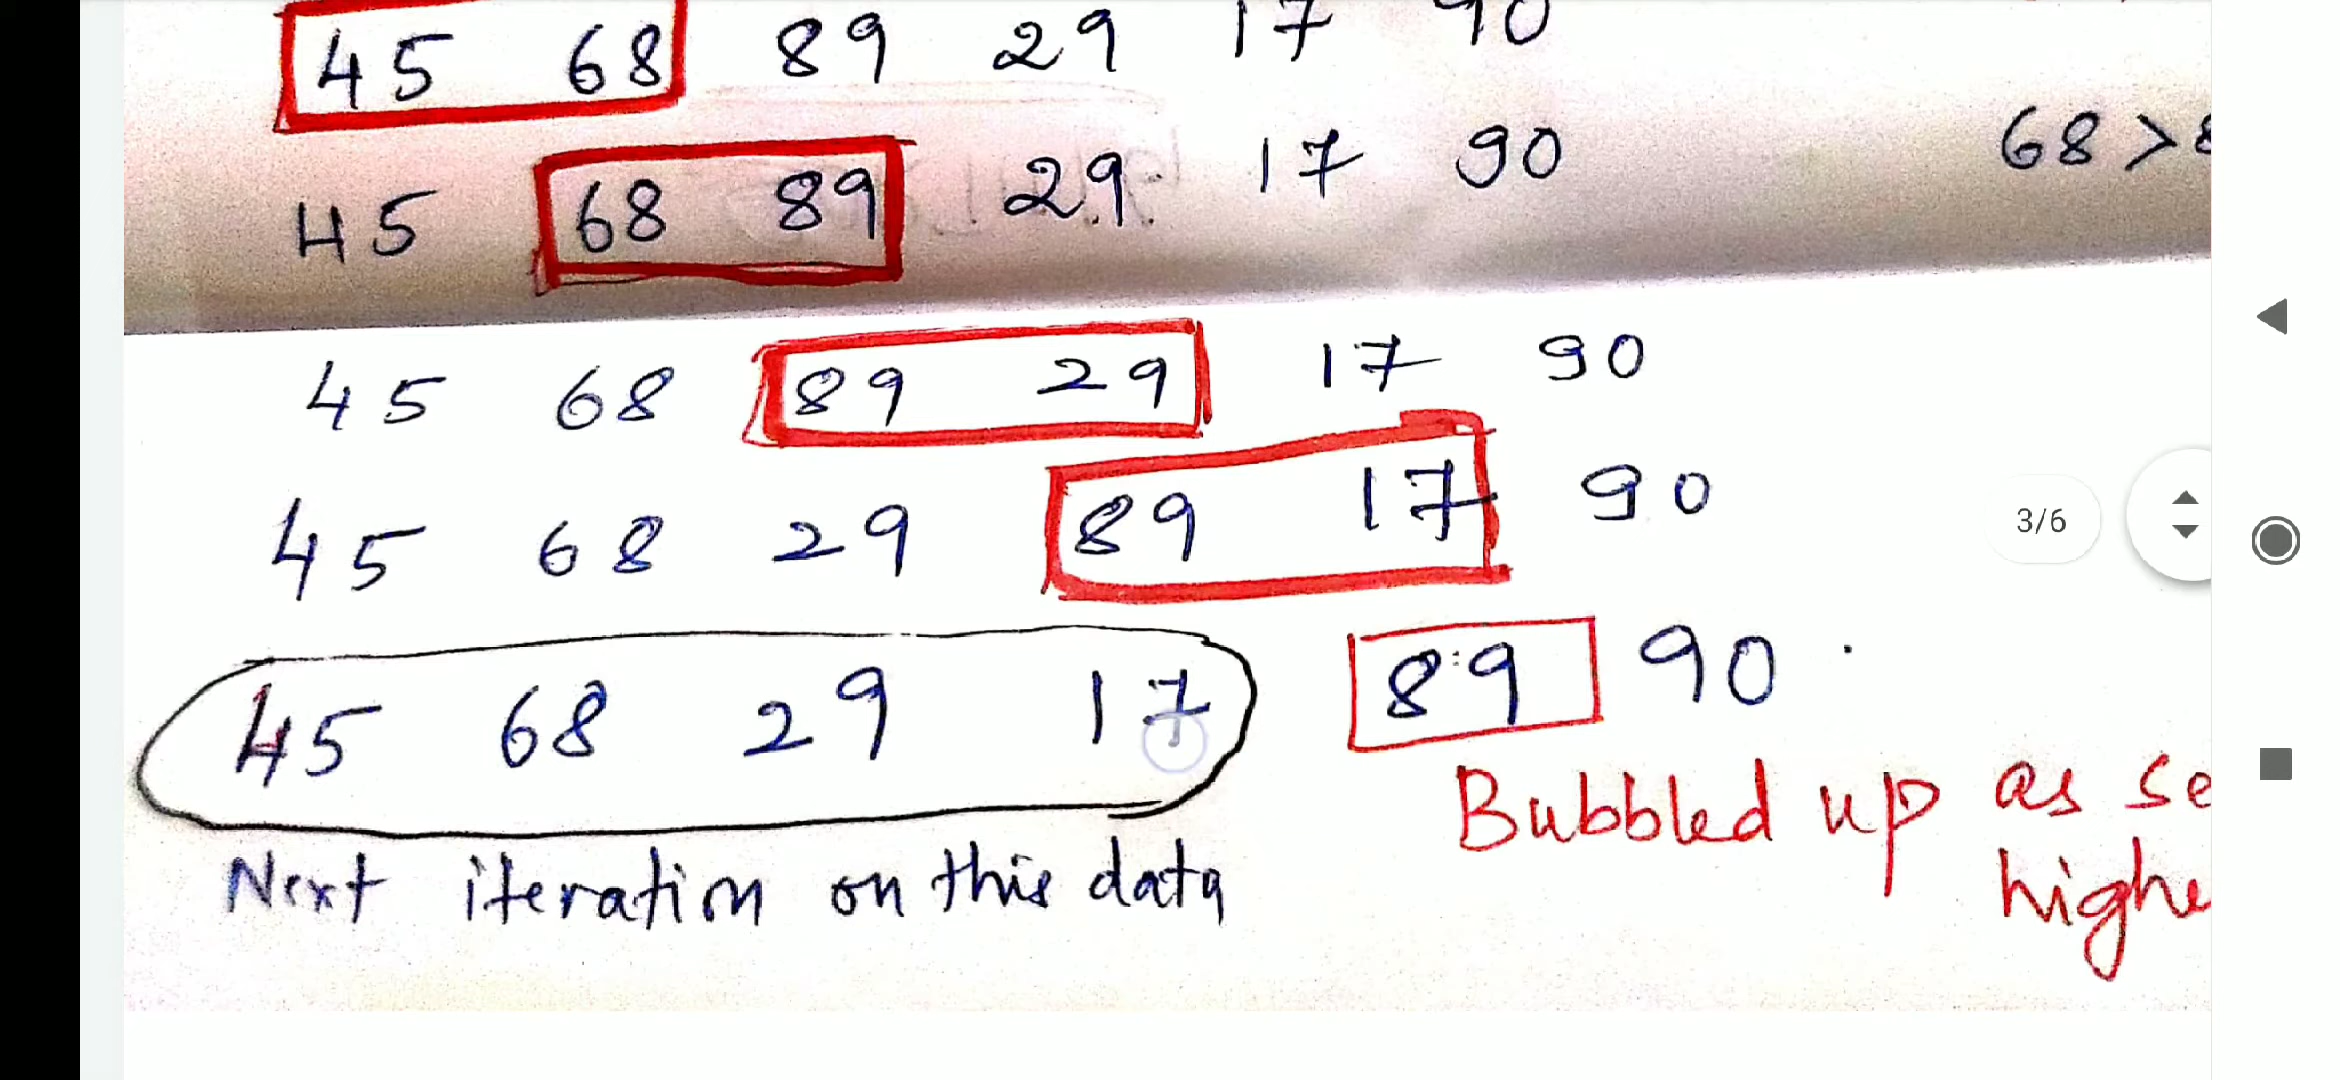 45 68 89 29 17 90
45 68 89 29 17 90 68 >
45 68 89 29 17 90
3/6
45 68 29 89 17 90
45 68 29 17 89 90
Bubbled up as
Next iteration on this data